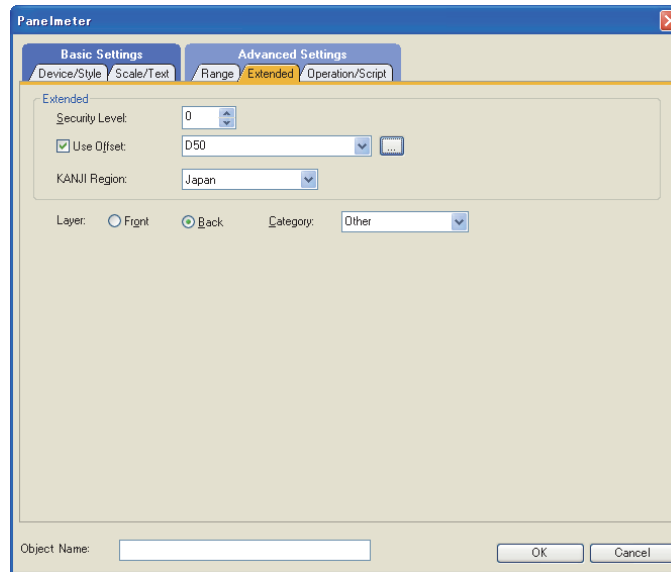 Panelmeter
Basic Settings
Advanced Settings
Device/Style
Scale/Text
Range
Extended
Operation/Script
Extended
Security Level:
0
Use Offset:
D50
...
KANJI Region:
Japan
Layer:
Front
Back
Category:
Other
Object Name:
OK
Cancel